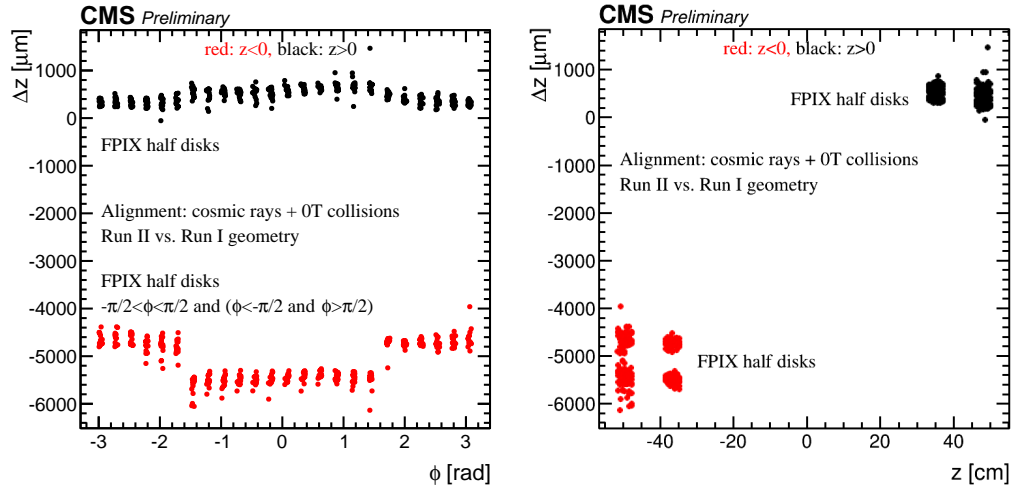 CMS Preliminary
Δz [μm]
red: z<0, black: z>0
1000
0
-1000
-2000
-3000
-4000
-5000
-6000
FPIX half disks
Alignment: cosmic rays + 0T collisions
Run II vs. Run I geometry
FPIX half disks
-π/2<ϕ<π/2 and (ϕ<-π/2 and ϕ>π/2)
-3 -2 -1 0 1 2 3
ϕ [rad]
CMS Preliminary
Δz [μm]
red: z<0, black: z>0
1000
0
-1000
-2000
-3000
-4000
-5000
-6000
FPIX half disks
Alignment: cosmic rays + 0T collisions
Run II vs. Run I geometry
FPIX half disks
-40 -20 0 20 40
z [cm]